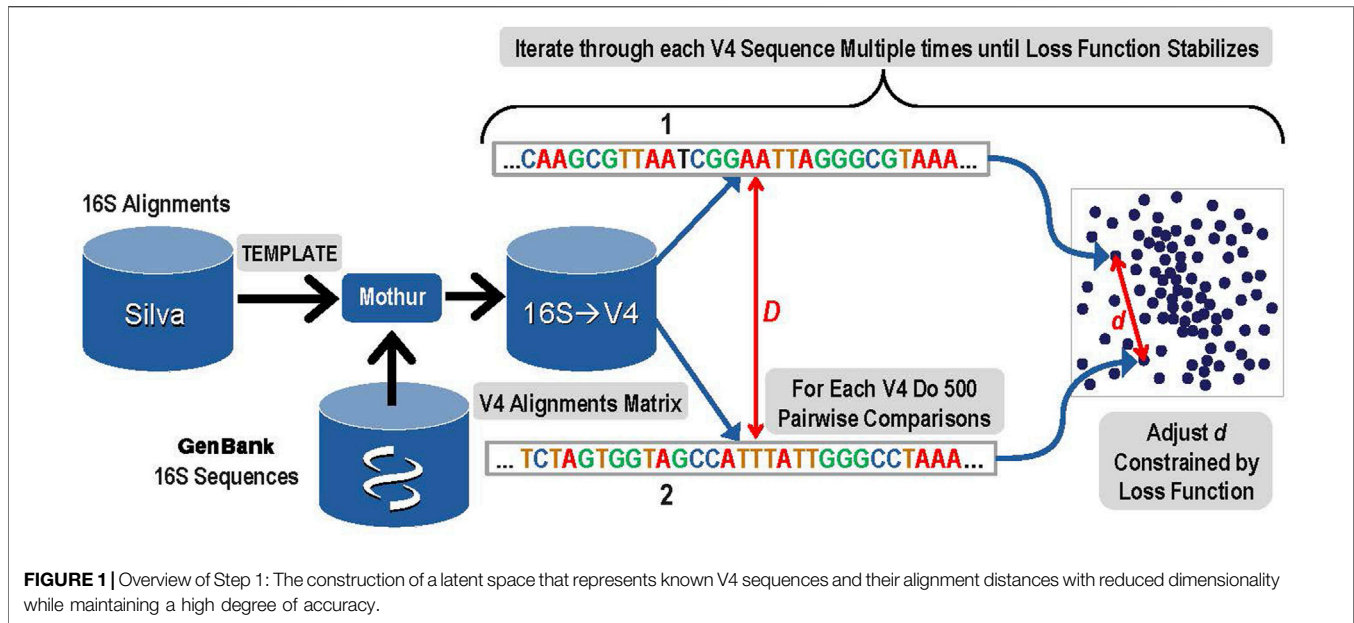 Iterate through each V4 Sequence Multiple times until Loss Function Stabilizes
1
...CAAGCGTTAATCGGAATTAGGGCGTAAA...
16S Alignments
TEMPLATE
Silva
Mothur
16S→V4
D
d
V4 Alignments Matrix
For Each V4 Do 500
Pairwise Comparisons
GenBank
16S Sequences
... TCTAGTGGTAGCCATTTATTGGGCCTAAA...
2
Adjust d
Constrained by
Loss Function
FIGURE 1 | Overview of Step 1: The construction of a latent space that represents known V4 sequences and their alignment distances with reduced dimensionality
while maintaining a high degree of accuracy.